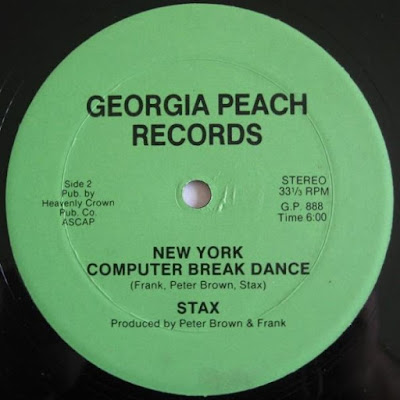 GEORGIA PEACH
RECORDS
Side 2
Pub. by
Heavenly Crown
Pub. Co.
ASCAP
STEREO
33⅓ RPM
G.P. 888
Time 6:00
NEW YORK
COMPUTER BREAK DANCE
(Frank, Peter Brown, Stax)
STAX
Produced by Peter Brown & Frank